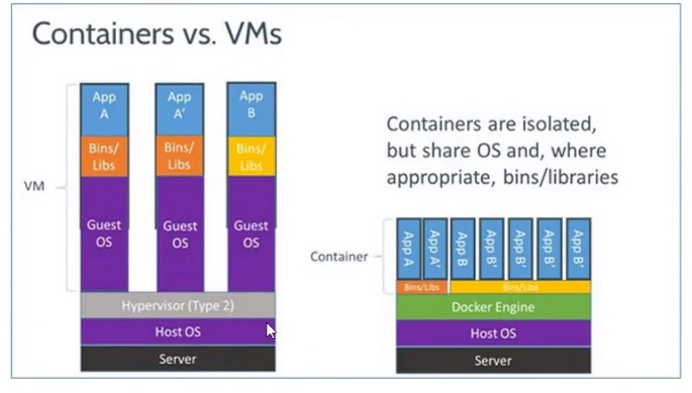 Containers vs. VMs
App
A
App
A'
App
B
Bins/
Libs
Bins/
Libs
Bins/
Libs
VM
Guest
OS
Guest
OS
Guest
OS
Hypervisor (Type 2)
Host OS
Server
Containers are isolated,
but share OS and, where
appropriate, bins/libraries
Container
App A
App A'
App B
App B'
App B'
App B'
App B'
Bins/Libs
Bins/Libs
Docker Engine
Host OS
Server